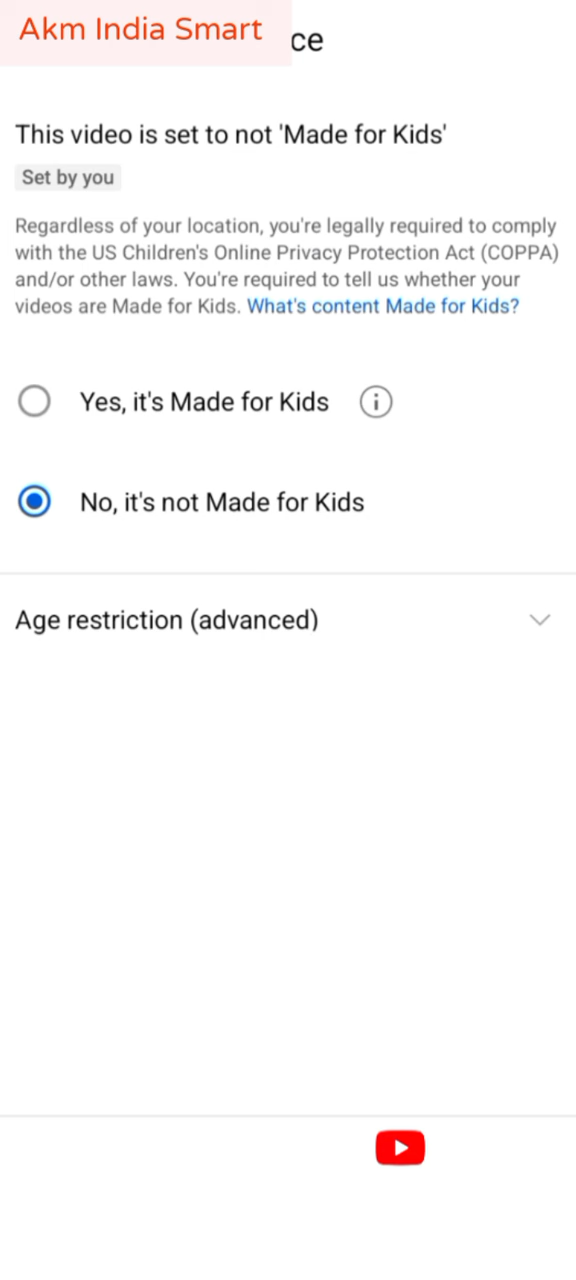 Akm India Smart
ce
This video is set to not 'Made for Kids'
Set by you
Regardless of your location, you're legally required to comply
with the US Children's Online Privacy Protection Act (COPPA)
and/or other laws. You're required to tell us whether your
videos are Made for Kids. What's content Made for Kids?
Yes, it's Made for Kids
No, it's not Made for Kids
Age restriction (advanced)